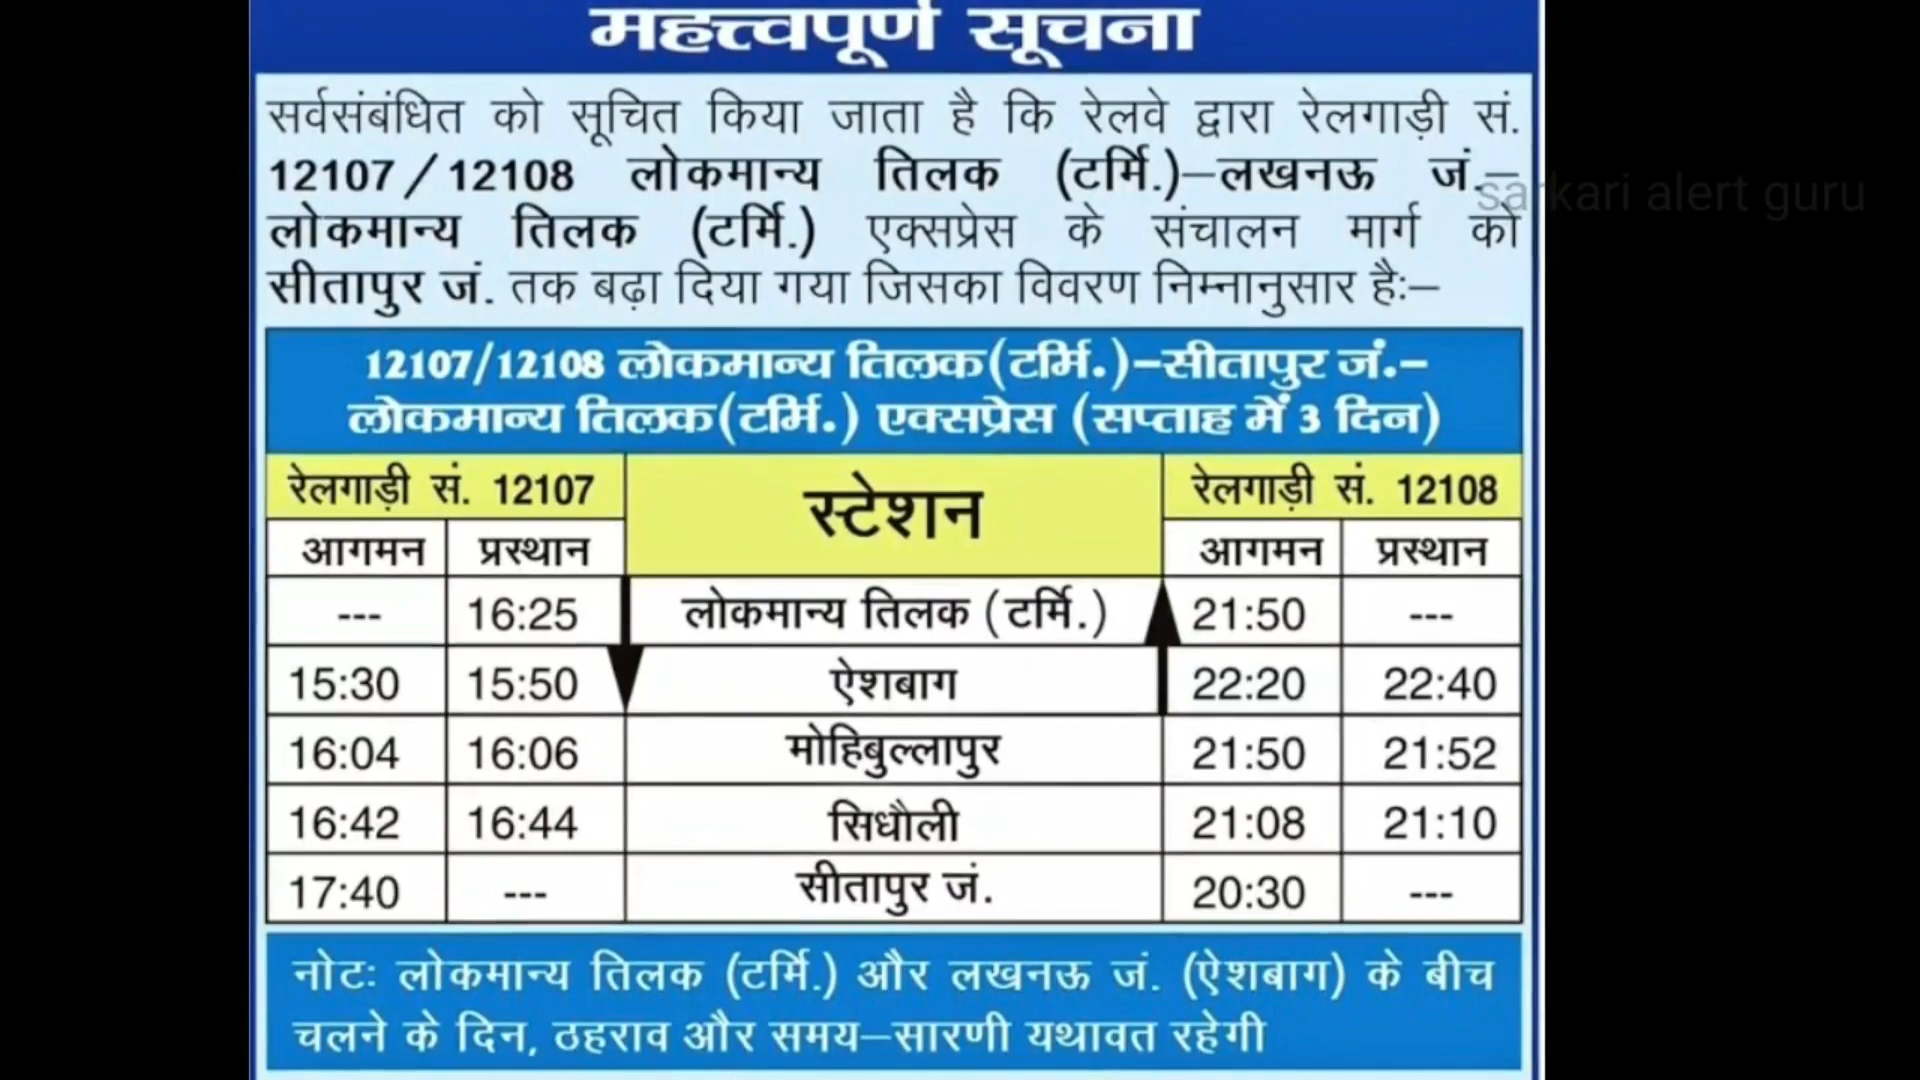 महत्त्वपूर्ण सूचना
सर्वसंबंधित को सूचित किया जाता है कि रेलवे द्वारा रेलगाड़ी सं.
12107/12108 लोकमान्य तिलक (टर्मि.)–लखनऊ जं.–
लोकमान्य तिलक (टर्मि.) एक्सप्रेस के संचालन मार्ग को
सीतापुर जं. तक बढ़ा दिया गया जिसका विवरण निम्नानुसार है:–
sarkari alert guru
12107/12108 लोकमान्य तिलक(टर्मि.)–सीतापुर जं.–
लोकमान्य तिलक(टर्मि.) एक्सप्रेस (सप्ताह में 3 दिन)
रेलगाड़ी सं. 12107 स्टेशन रेलगाड़ी सं. 12108
आगमन प्रस्थान आगमन प्रस्थान
--- 16:25 लोकमान्य तिलक (टर्मि.) 21:50 ---
15:30 15:50 ऐशबाग 22:20 22:40
16:04 16:06 मोहिबुल्लापुर 21:50 21:52
16:42 16:44 सिधौली 21:08 21:10
17:40 --- सीतापुर जं. 20:30 ---
नोटः लोकमान्य तिलक (टर्मि.) और लखनऊ जं. (ऐशबाग) के बीच
चलने के दिन, ठहराव और समय–सारणी यथावत रहेगी